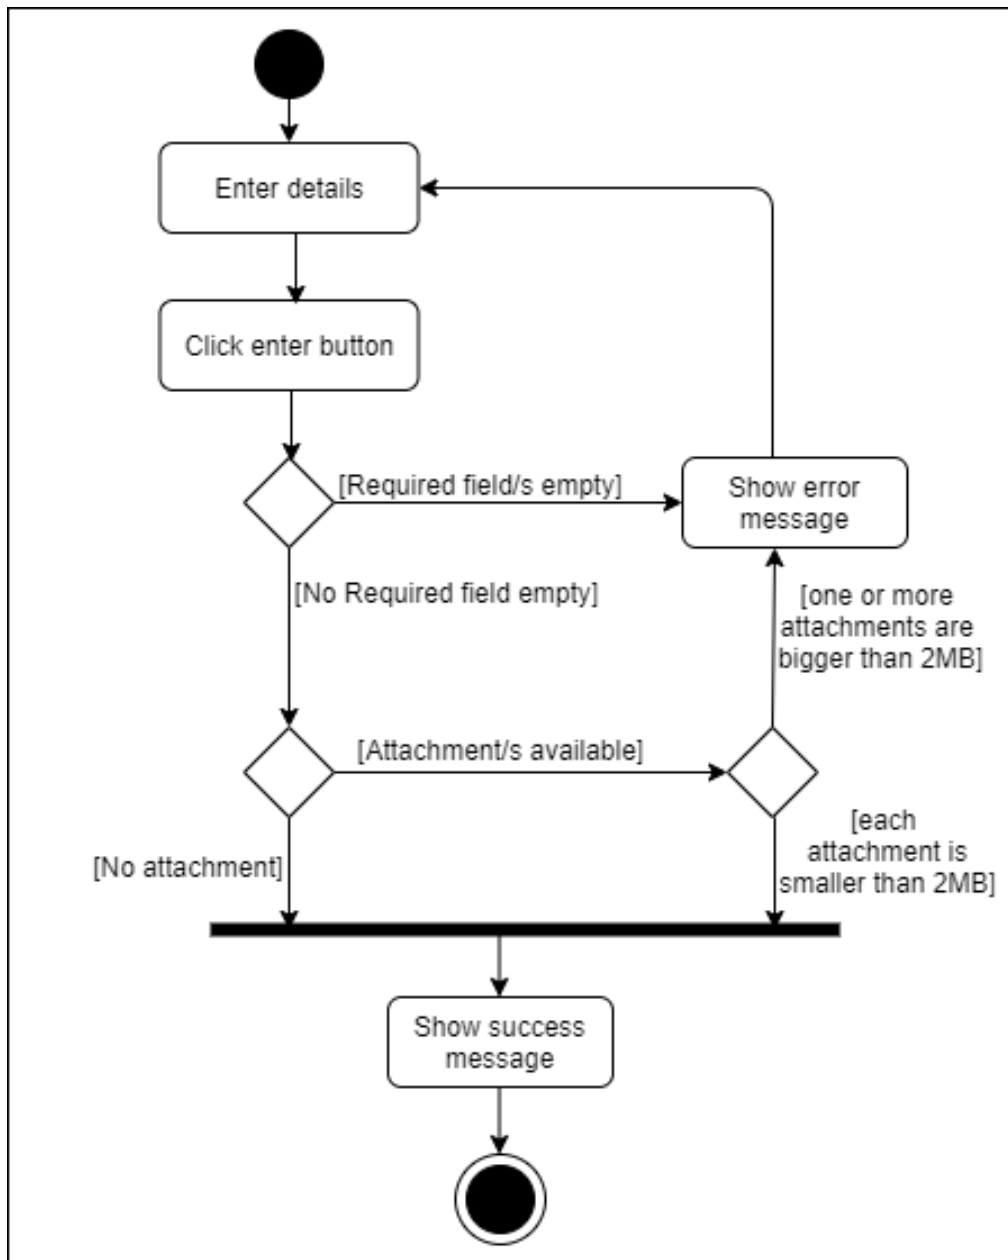 Enter details
Click enter button
[Required field/s empty]
Show error
message
[No Required field empty]
[one or more
attachments are
bigger than 2MB]
[Attachment/s available]
[No attachment]
[each
attachment is
smaller than 2MB]
Show success
message